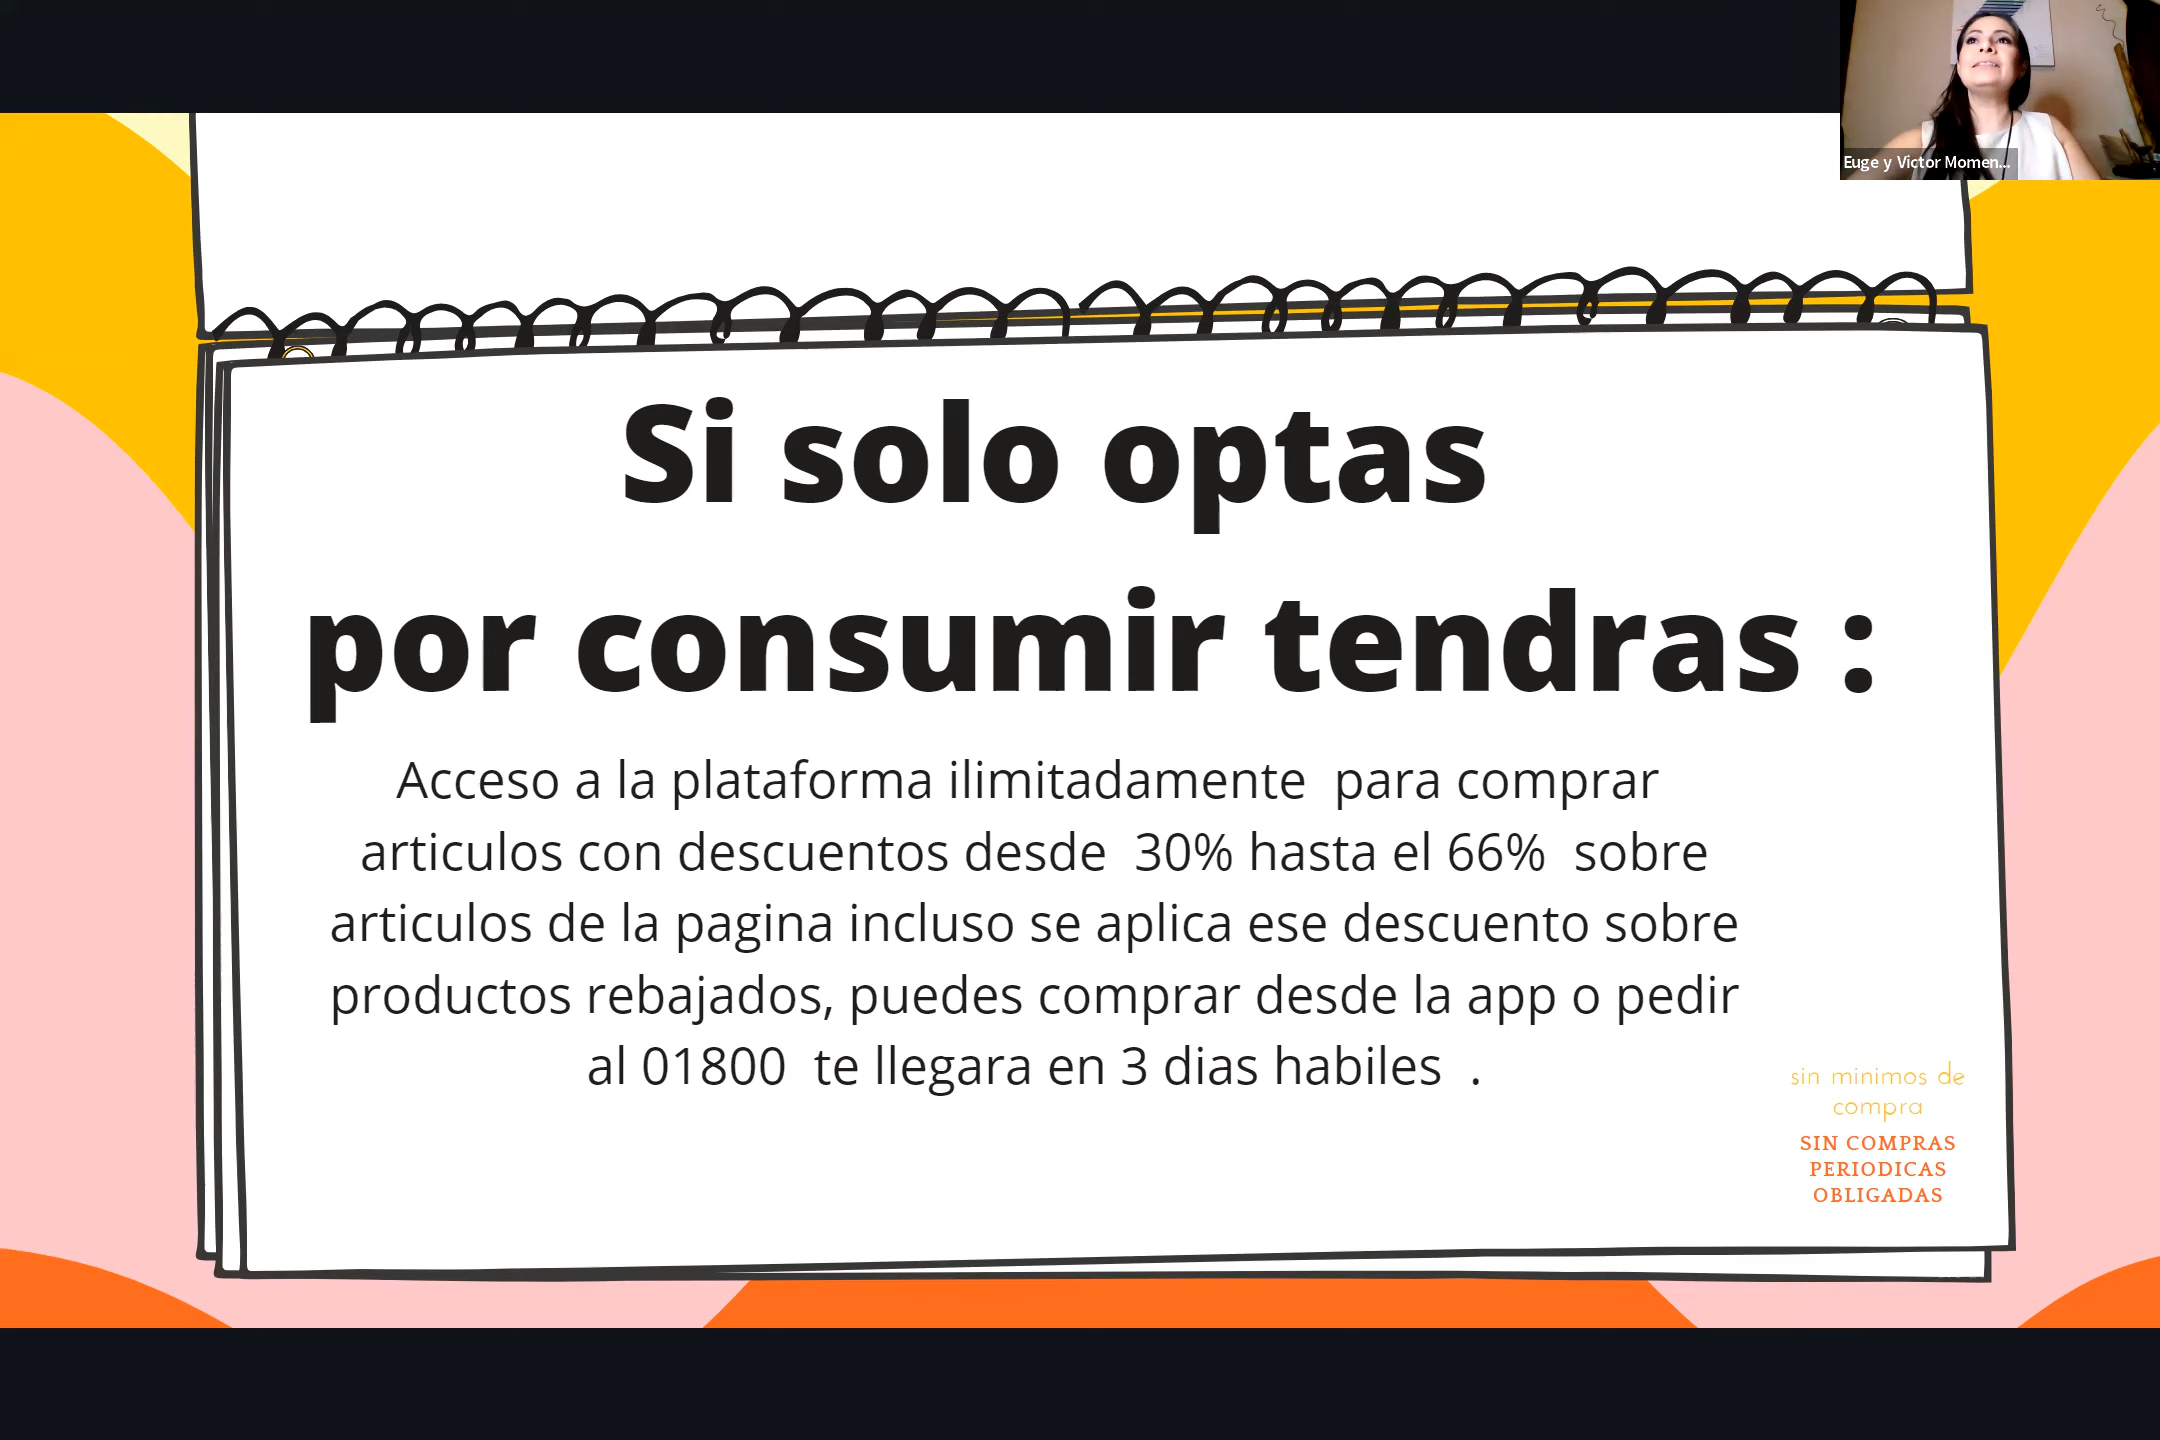 Euge y Victor Momen...
Si solo optas
por consumir tendras :
Acceso a la plataforma ilimitadamente para comprar
articulos con descuentos desde 30% hasta el 66% sobre
articulos de la pagina incluso se aplica ese descuento sobre
productos rebajados, puedes comprar desde la app o pedir
al 01800 te llegara en 3 dias habiles .
sin minimos de
compra
SIN COMPRAS
PERIODICAS
OBLIGADAS